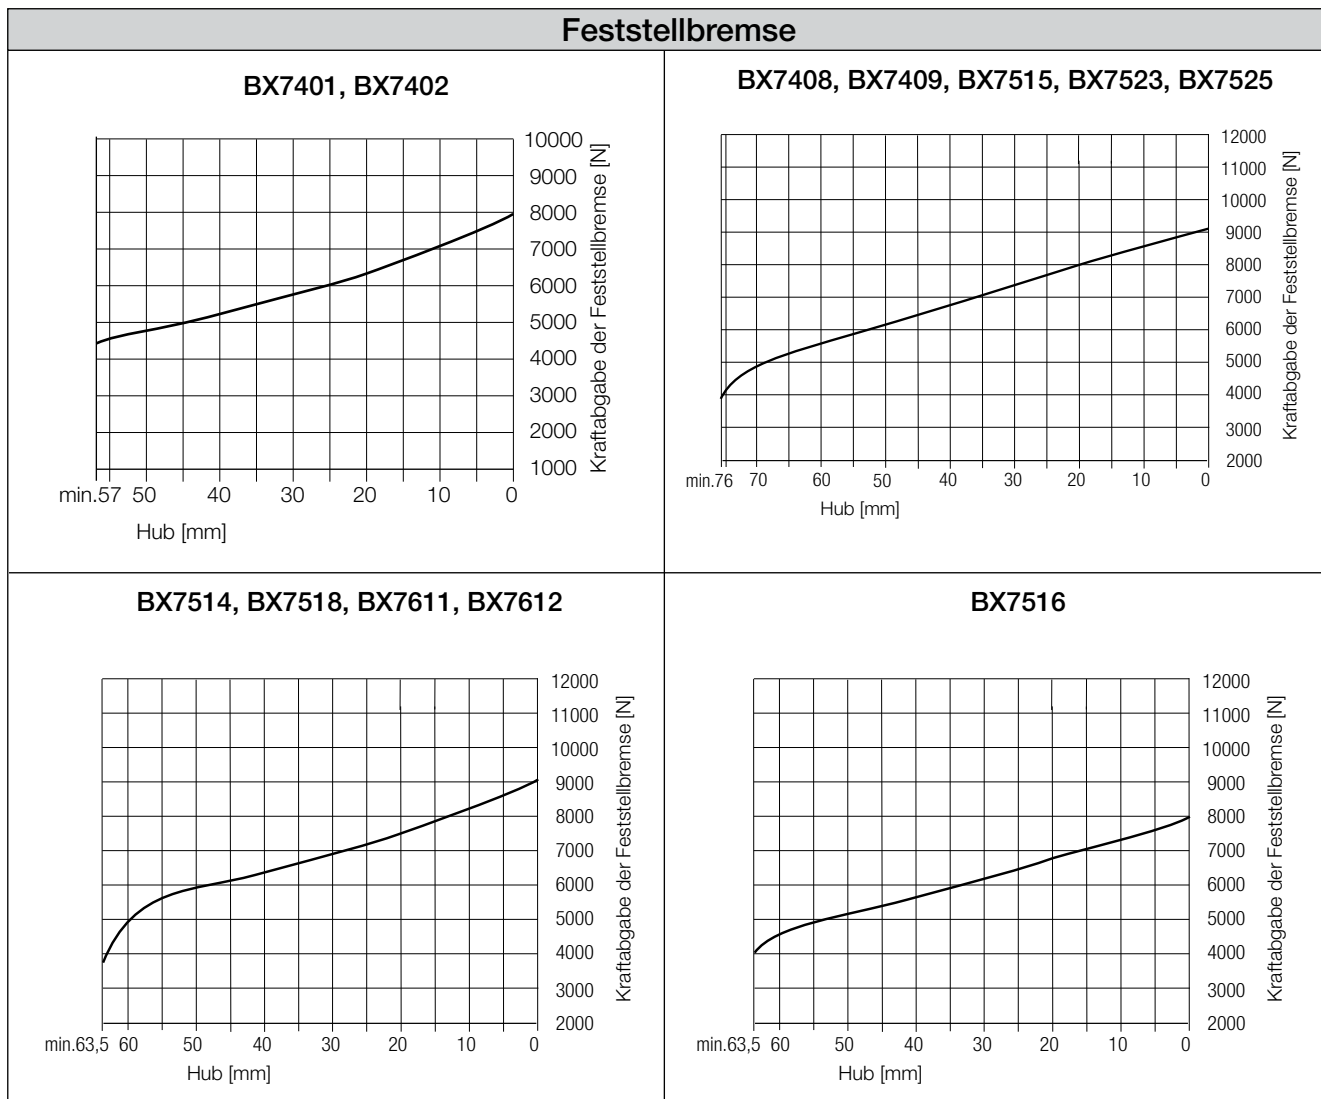 Feststellbremse
BX7401, BX7402
10000
9000
8000
7000
6000
5000
4000
3000
2000
1000
Kraftabgabe der Feststellbremse [N]
min.57 50 40 30 20 10 0
Hub [mm]
BX7408, BX7409, BX7515, BX7523, BX7525
12000
11000
10000
9000
8000
7000
6000
5000
4000
3000
2000
Kraftabgabe der Feststellbremse [N]
min.76 70 60 50 40 30 20 10 0
Hub [mm]
BX7514, BX7518, BX7611, BX7612
12000
11000
10000
9000
8000
7000
6000
5000
4000
3000
2000
Kraftabgabe der Feststellbremse [N]
min.63,5 60 50 40 30 20 10 0
Hub [mm]
BX7516
12000
11000
10000
9000
8000
7000
6000
5000
4000
3000
2000
Kraftabgabe der Feststellbremse [N]
min.63,5 60 50 40 30 20 10 0
Hub [mm]